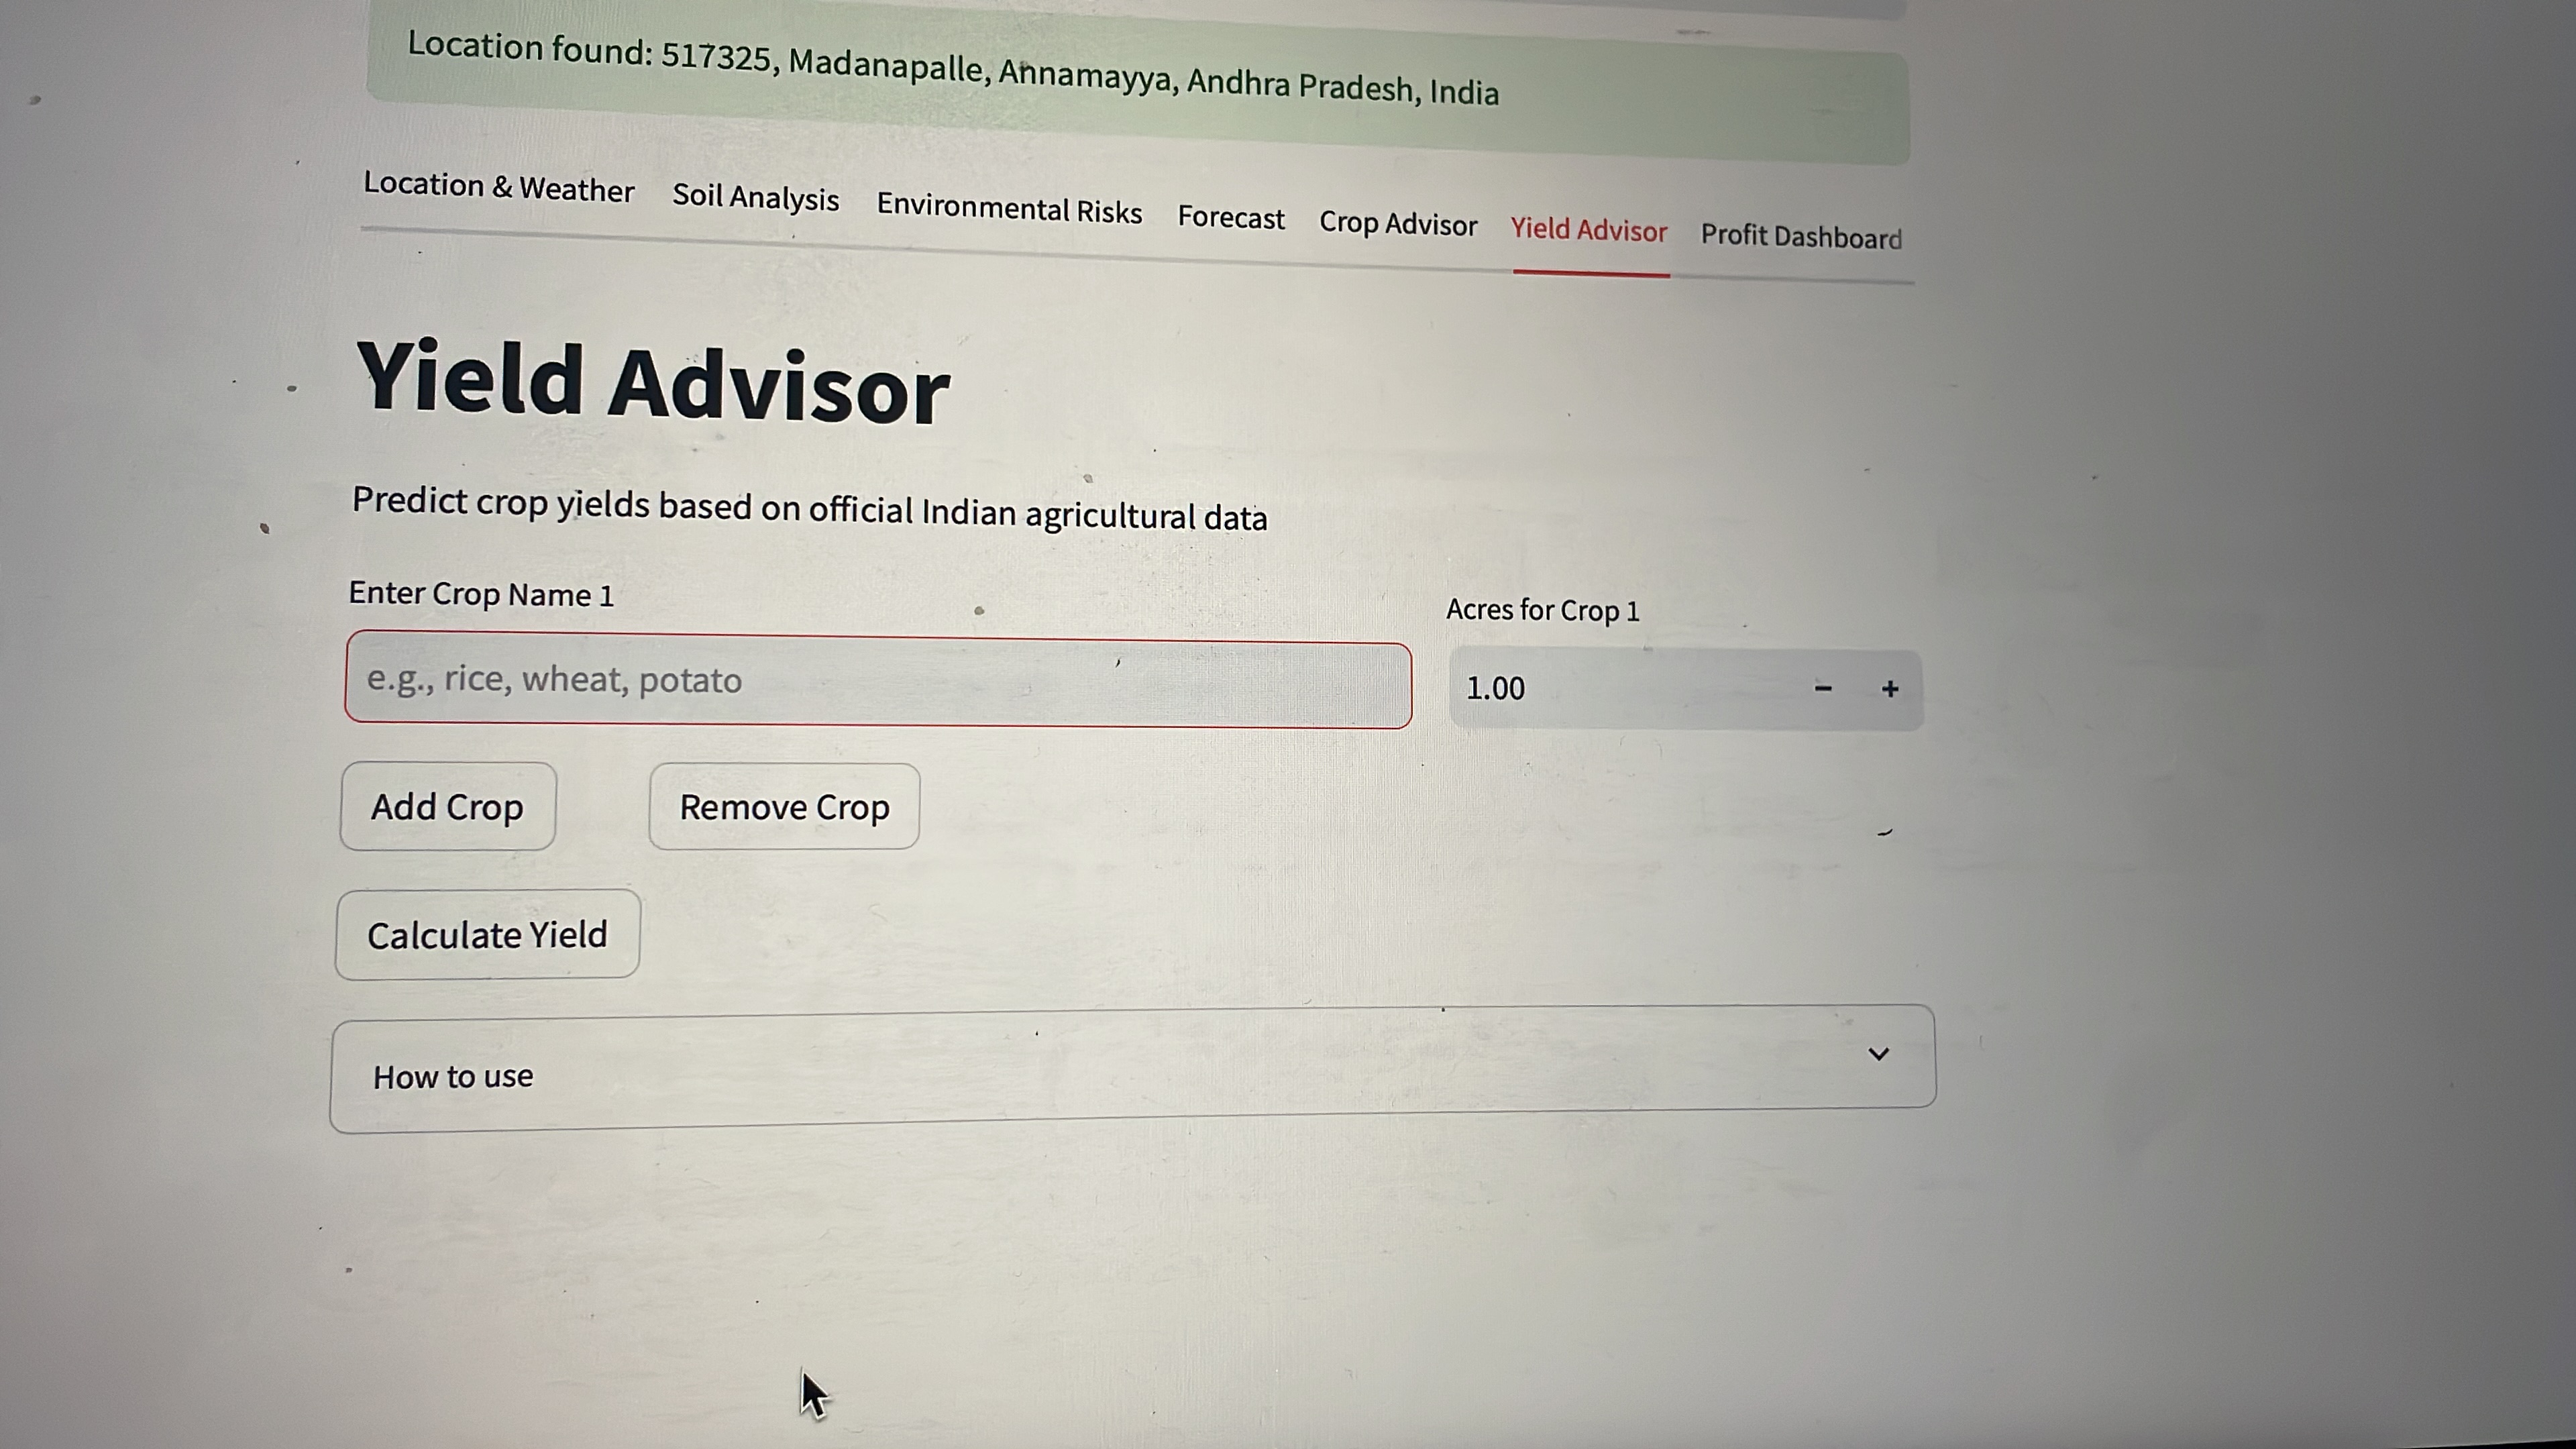 Location found: 517325, Madanapalle, Annamayya, Andhra Pradesh, India
Location & Weather Soil Analysis Environmental Risks Forecast Crop Advisor Yield Advisor Profit Dashboard
Yield Advisor
Predict crop yields based on official Indian agricultural data
Enter Crop Name 1 Acres for Crop 1
e.g., rice, wheat, potato 1.00 − +
Add Crop Remove Crop
Calculate Yield
How to use